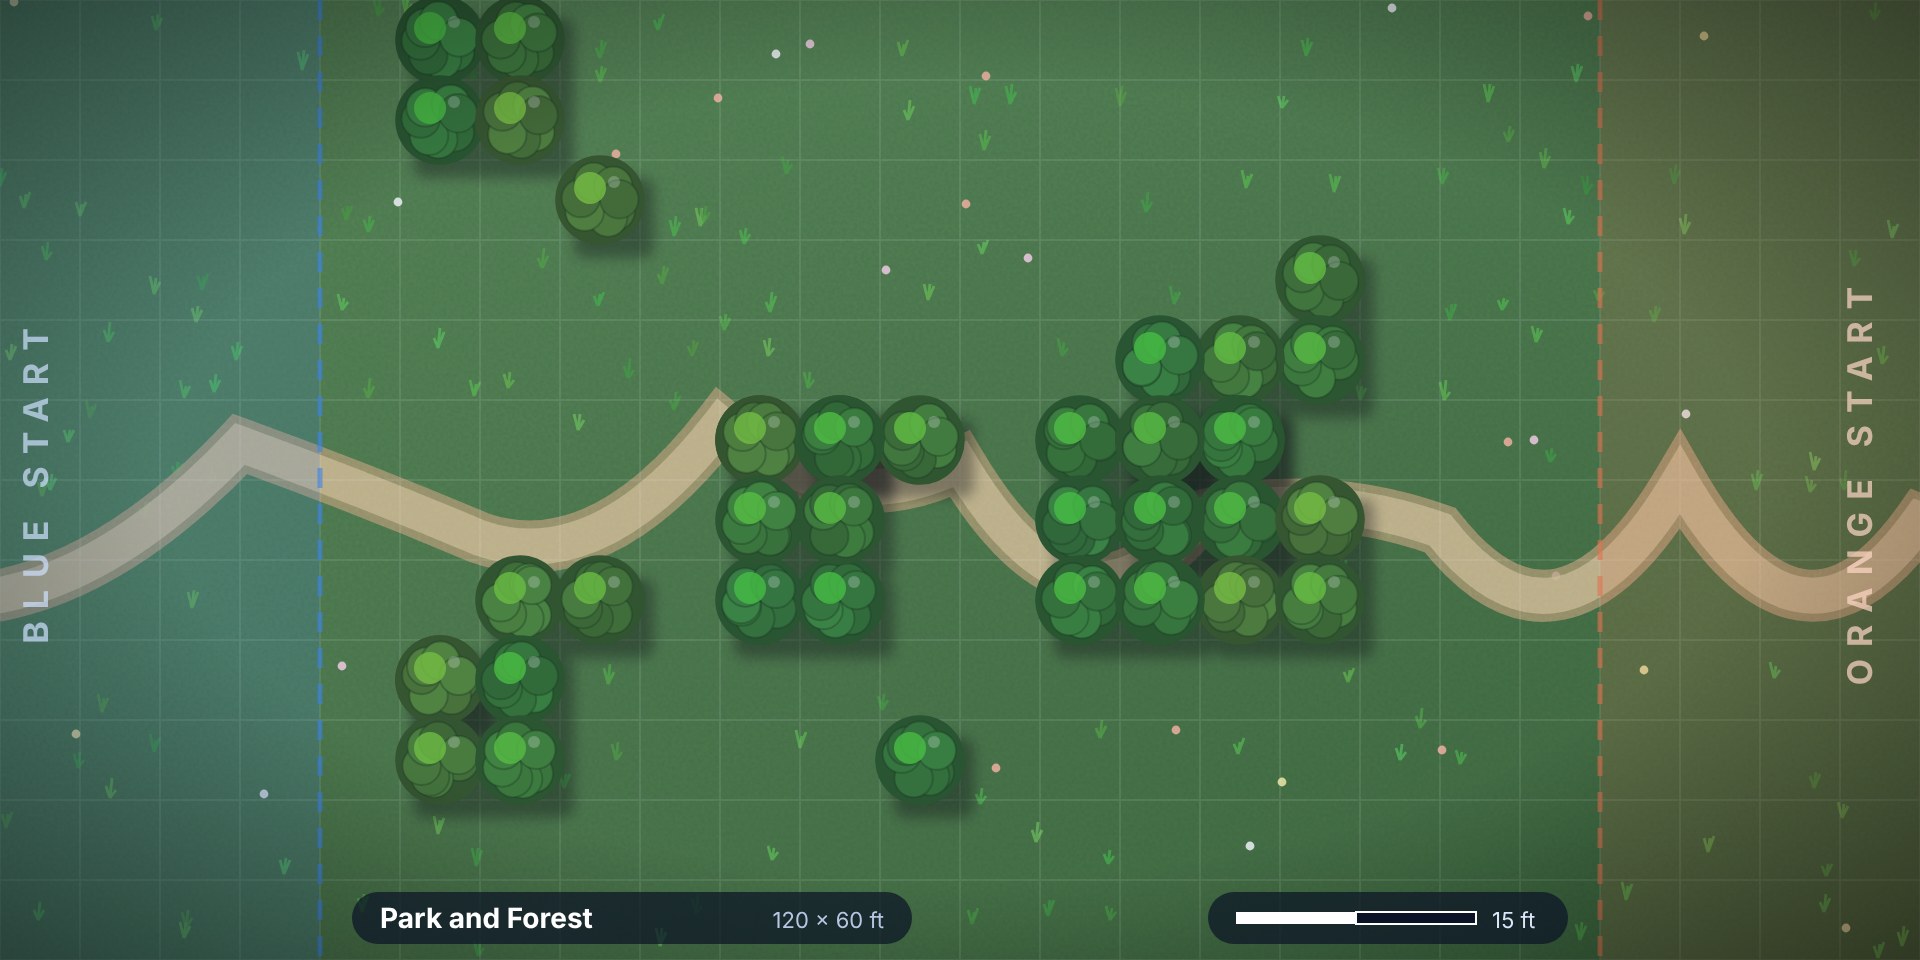 BLUE START
ORANGE START
Park and Forest
120 × 60 ft
15 ft